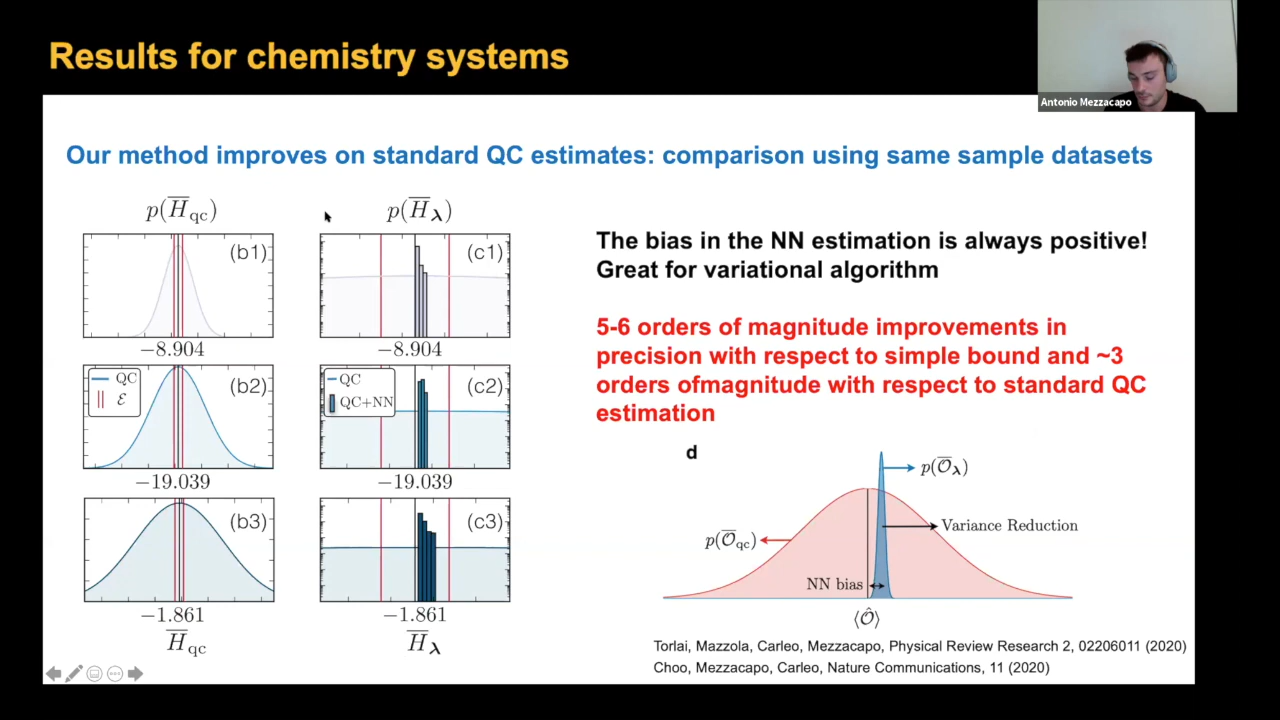 Results for chemistry systems
Antonio Mezzacapo
Our method improves on standard QC estimates: comparison using same sample datasets
p(H̅qc)
p(H̅λ)
(b1)
(c1)
−8.904
−8.904
QC
ℰ
(b2)
QC
QC+NN
(c2)
−19.039
−19.039
(b3)
(c3)
−1.861
−1.861
H̅qc
H̅λ
The bias in the NN estimation is always positive!
Great for variational algorithm
5-6 orders of magnitude improvements in
precision with respect to simple bound and ~3
orders ofmagnitude with respect to standard QC
estimation
d
p(O̅λ)
Variance Reduction
p(O̅qc)
NN bias
⟨Ô⟩
Torlai, Mazzola, Carleo, Mezzacapo, Physical Review Research 2, 02206011 (2020)
Choo, Mezzacapo, Carleo, Nature Communications, 11 (2020)